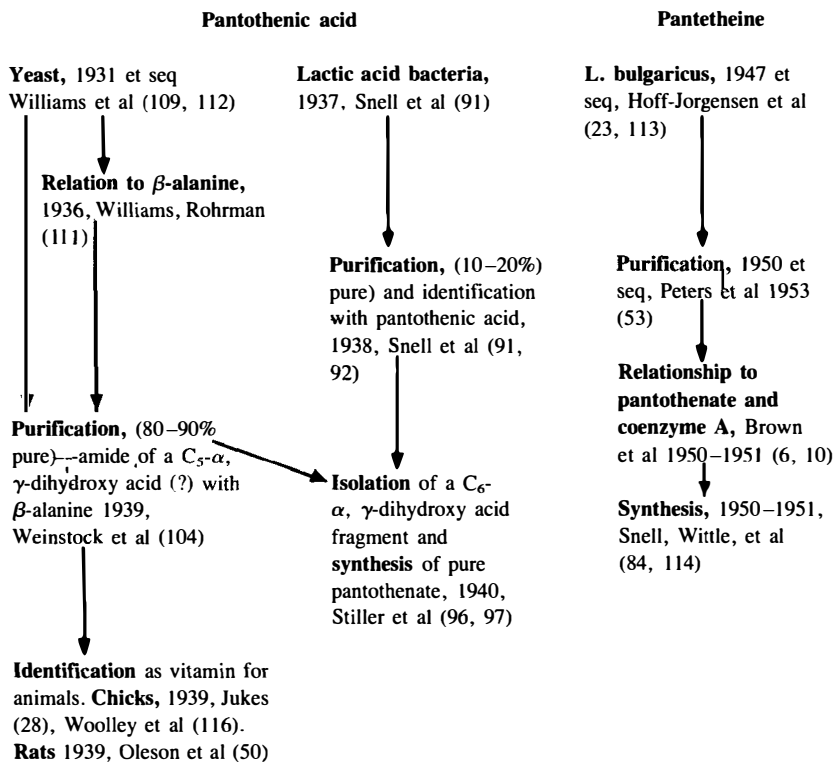 Pantothenic acid
Yeast, 1931 et seq
Williams et al (109, 112)
Relation to β-alanine,
1936, Williams, Rohrman
(111)
Purification, (80–90%
pure)–-amide of a C₅-α,
γ-dihydroxy acid (?) with
β-alanine 1939,
Weinstock et al (104)
Identification as vitamin for
animals. Chicks, 1939, Jukes
(28), Woolley et al (116).
Rats 1939, Oleson et al (50)
Lactic acid bacteria,
1937, Snell et al (91)
Purification, (10–20%)
pure) and identification
with pantothenic acid,
1938, Snell et al (91,
92)
Isolation of a C₆-
α, γ-dihydroxy acid
fragment and
synthesis of pure
pantothenate, 1940,
Stiller et al (96, 97)
Pantetheine
L. bulgaricus, 1947 et
seq, Hoff-Jorgensen et al
(23, 113)
Purification, 1950 et
seq, Peters et al 1953
(53)
Relationship to
pantothenate and
coenzyme A, Brown
et al 1950–1951 (6, 10)
Synthesis, 1950–1951,
Snell, Wittle, et al
(84, 114)